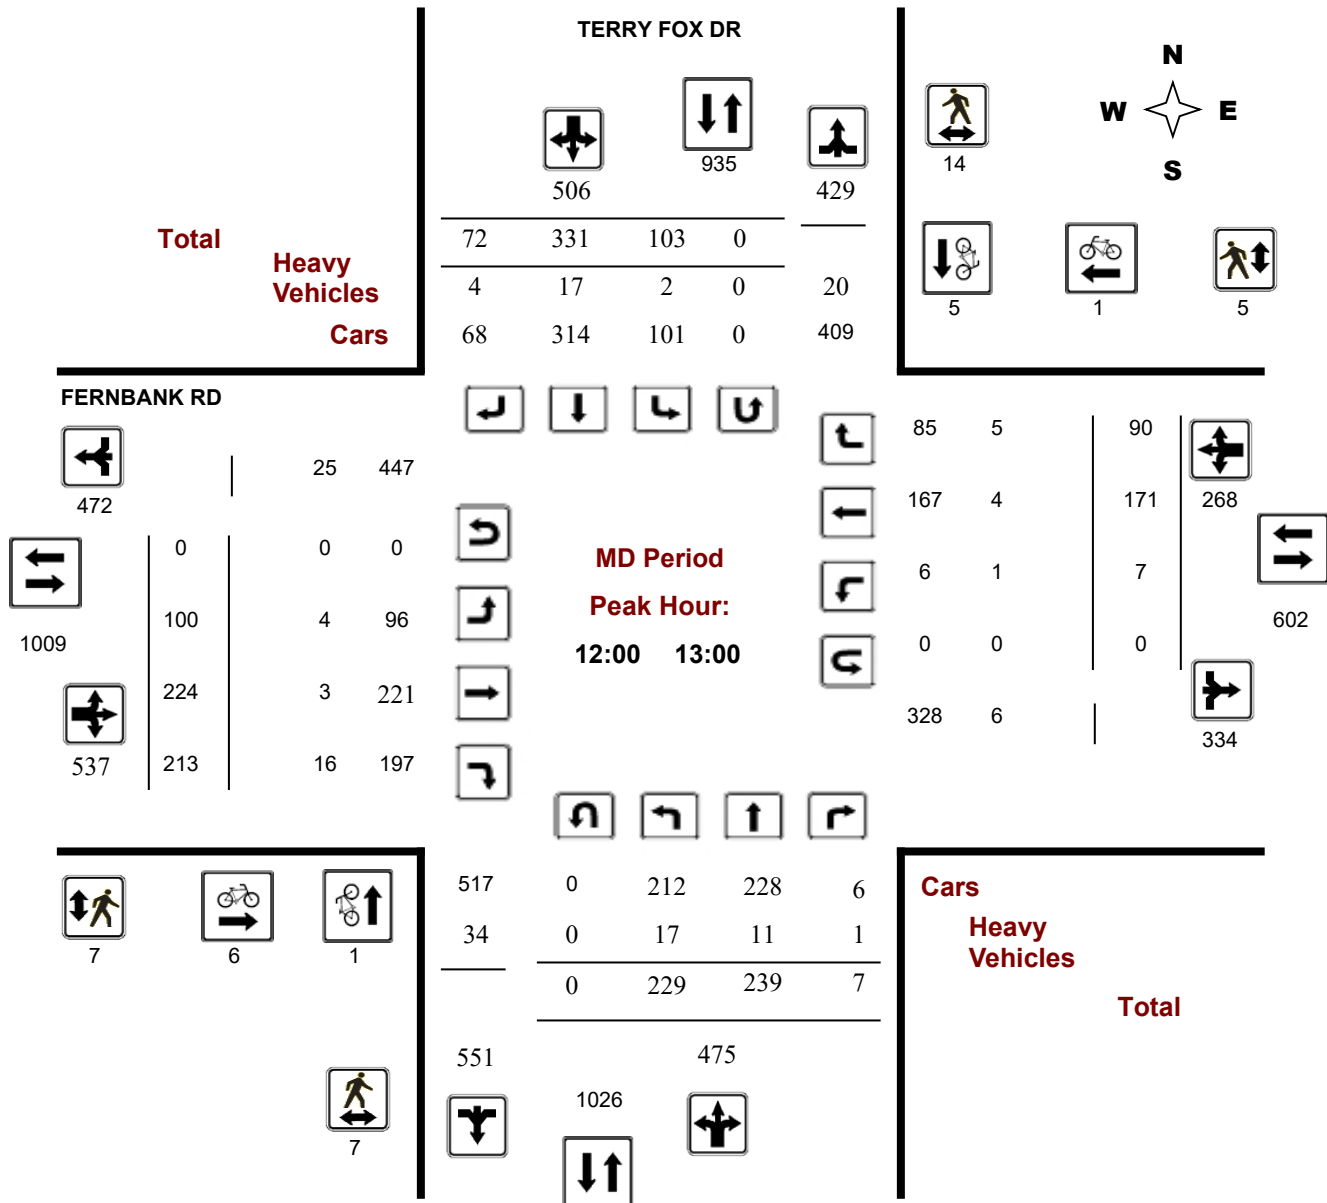 TERRY FOX DR
N
W E
S
935
14
506
429
Total
72 331 103 0
Heavy
Vehicles
4 17 2 0 20
5 1 5
Cars
68 314 101 0 409
FERNBANK RD
85 5 90
25 447
472
167 4 171 268
0 0 0
MD Period
6 1 7
Peak Hour:
100 4 96
602
1009
12:00 13:00
0 0 0
224 3 221
328 6
334
537 213 16 197
517 0 212 228 6
Cars
34 0 17 11 1
Heavy
Vehicles
7 6 1
0 229 239 7
Total
551 475
1026
7